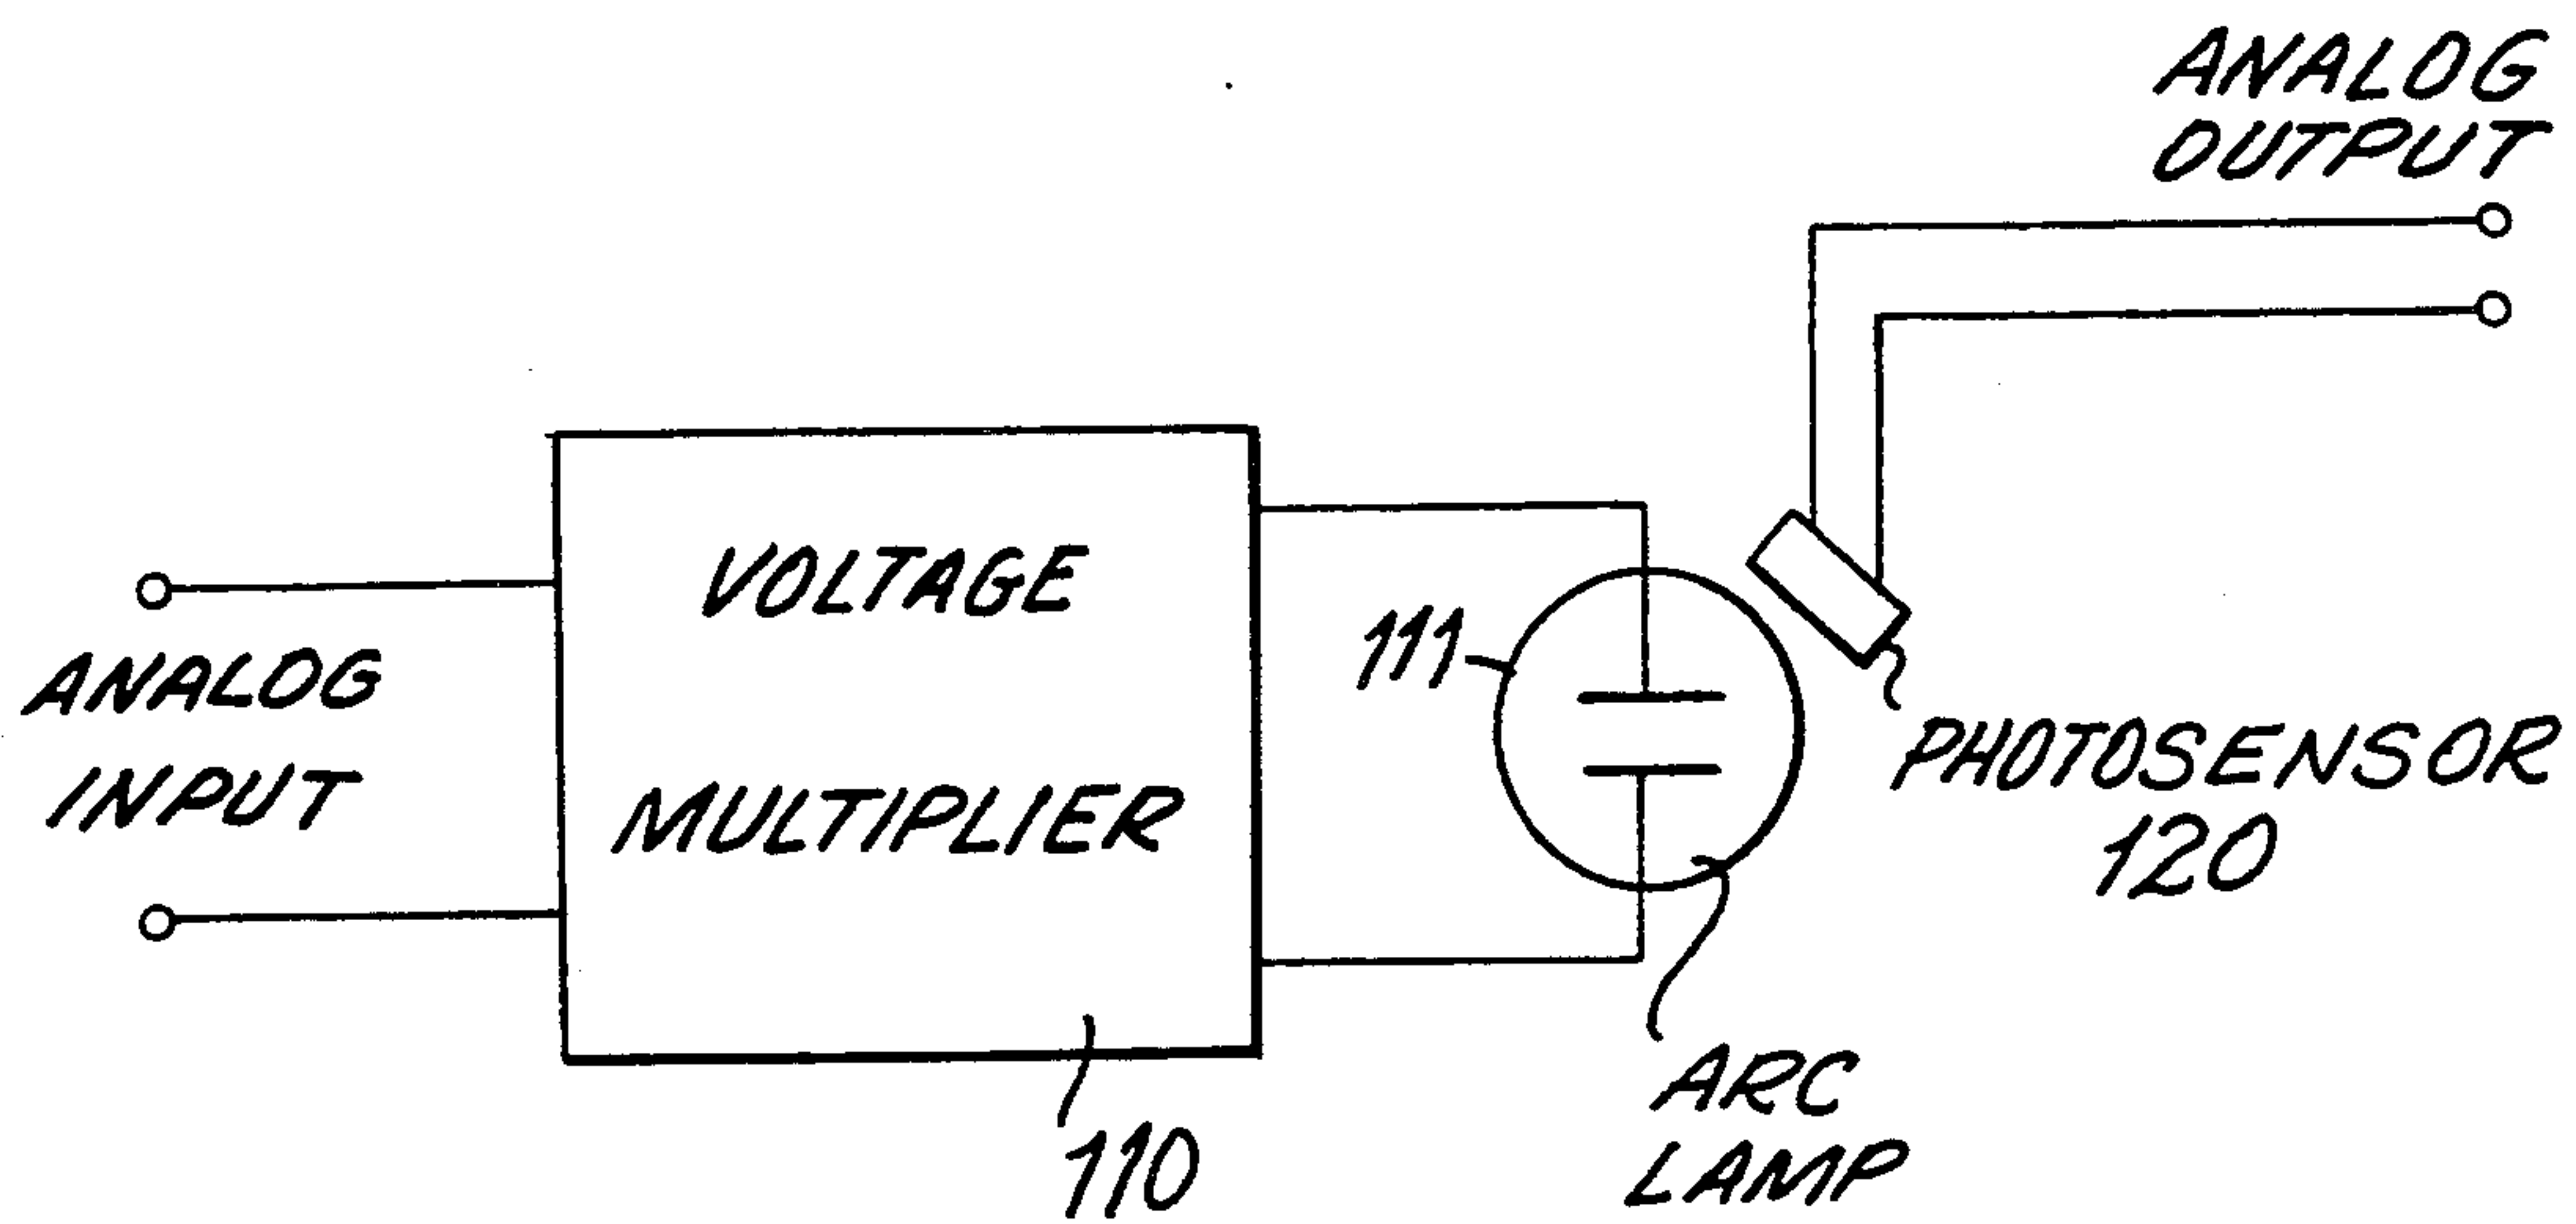 ANALOG
OUTPUT
VOLTAGE
MULTIPLIER
110
ANALOG
INPUT
111
PHOTOSENSOR
120
ARC
LAMP